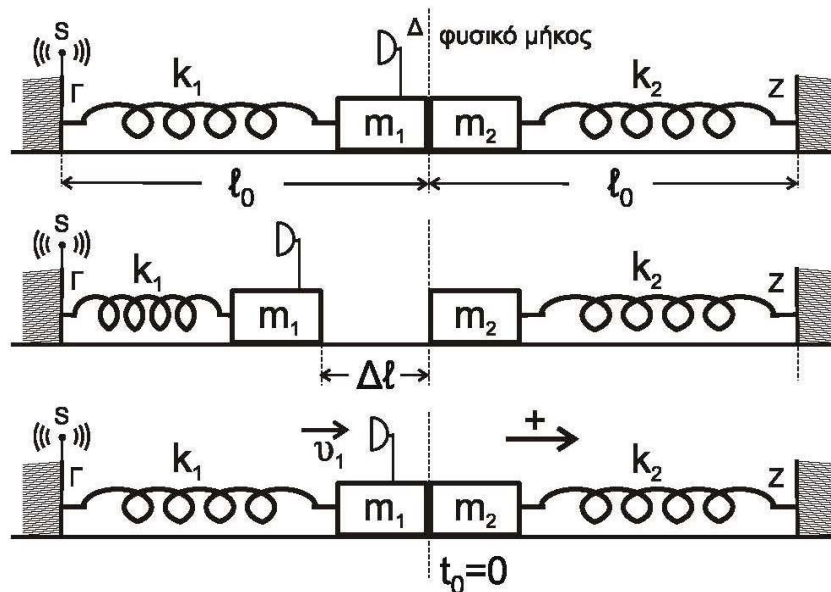 S Δ φυσικό μήκος
Γ k₁ k₂ Z
m₁ m₂
ℓ₀ ℓ₀
S
Γ k₁ k₂ Z
m₁ m₂
Δℓ
S +
Γ k₁ υ₁ k₂ Z
m₁ m₂
t₀=0